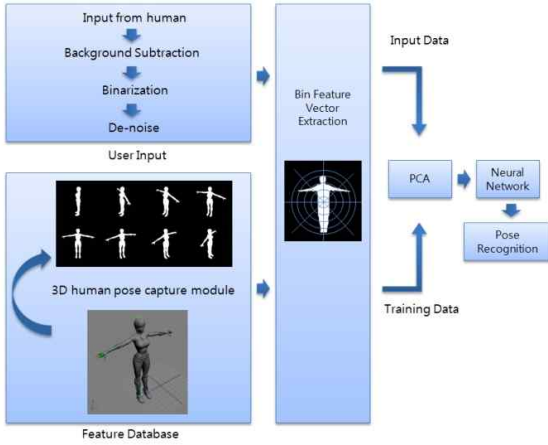 Input from human
Background Subtraction
Binarization
De-noise
User Input
3D human pose capture module
Feature Database
Bin Feature
Vector
Extraction
Input Data
PCA
Neural
Network
Pose
Recognition
Training Data